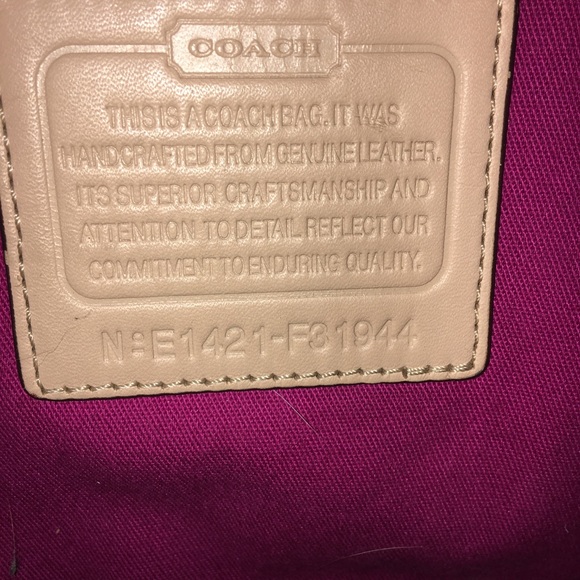 COACH
THIS IS A COACH BAG. IT WAS
HANDCRAFTED FROM GENUINE LEATHER.
ITS SUPERIOR CRAFTSMANSHIP AND
ATTENTION TO DETAIL REFLECT OUR
COMMITMENT TO ENDURING QUALITY.
Nº E1421-F31944